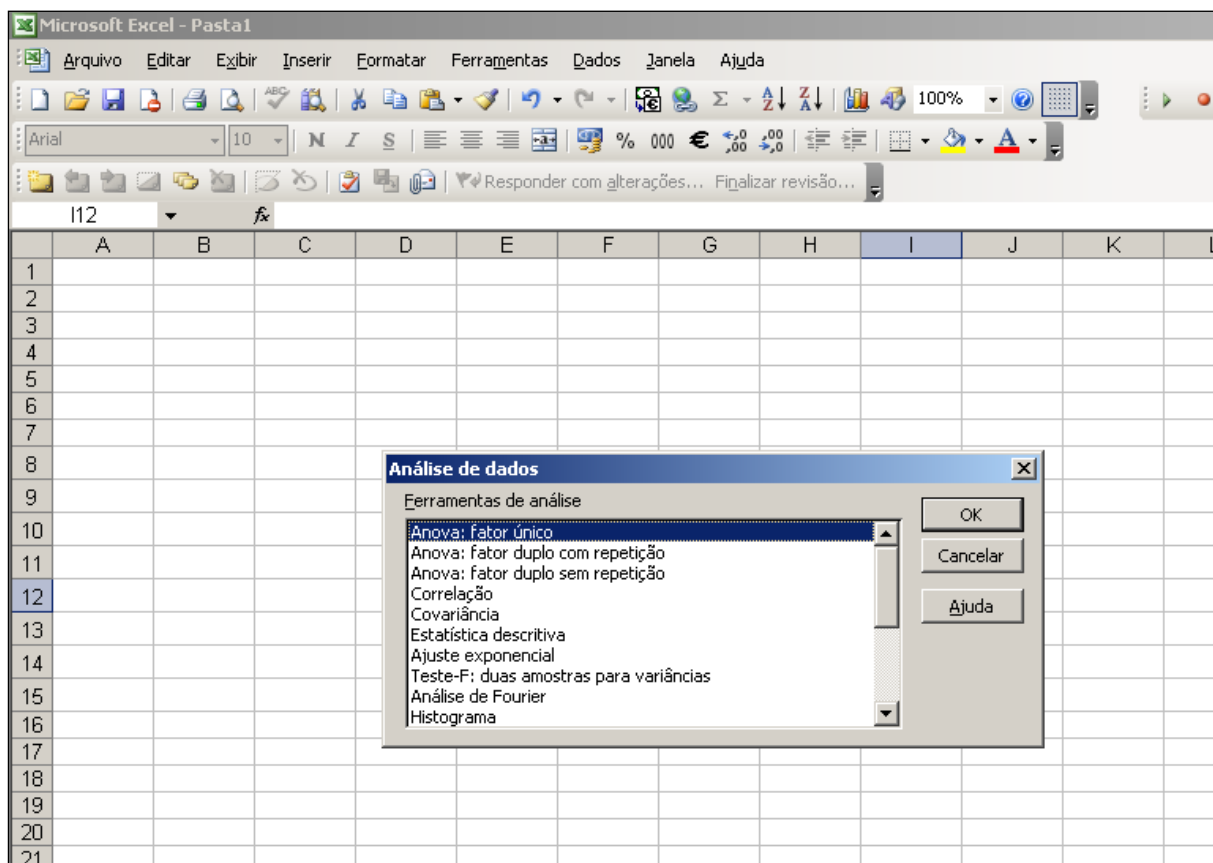 Microsoft Excel - Pasta1
Arquivo Editar Exibir Inserir Formatar Ferramentas Dados Janela Ajuda
100%
Arial 10 N I S % 000 €
Responder com alterações... Finalizar revisão...
I12 fx
A B C D E F G H I J K L
1
2
3
4
5
6
7
8
9
10
11
12
13
14
15
16
17
18
19
20
21
Análise de dados
Ferramentas de análise
Anova: fator único
Anova: fator duplo com repetição
Anova: fator duplo sem repetição
Correlação
Covariância
Estatística descritiva
Ajuste exponencial
Teste-F: duas amostras para variâncias
Análise de Fourier
Histograma
OK
Cancelar
Ajuda